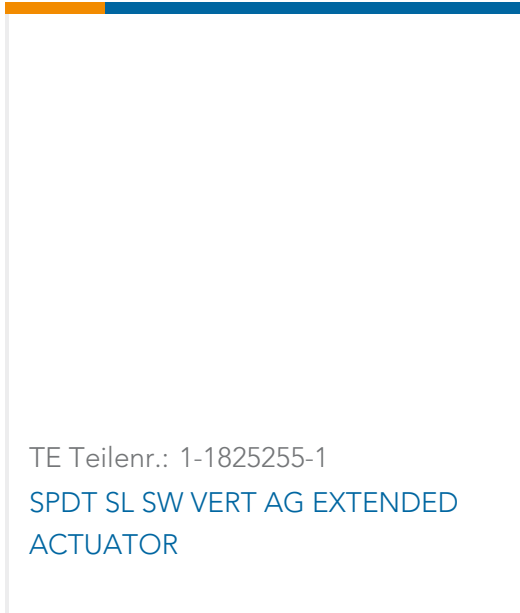 TE Teilenr.: 1-1825255-1
SPDT SL SW VERT AG EXTENDED
ACTUATOR